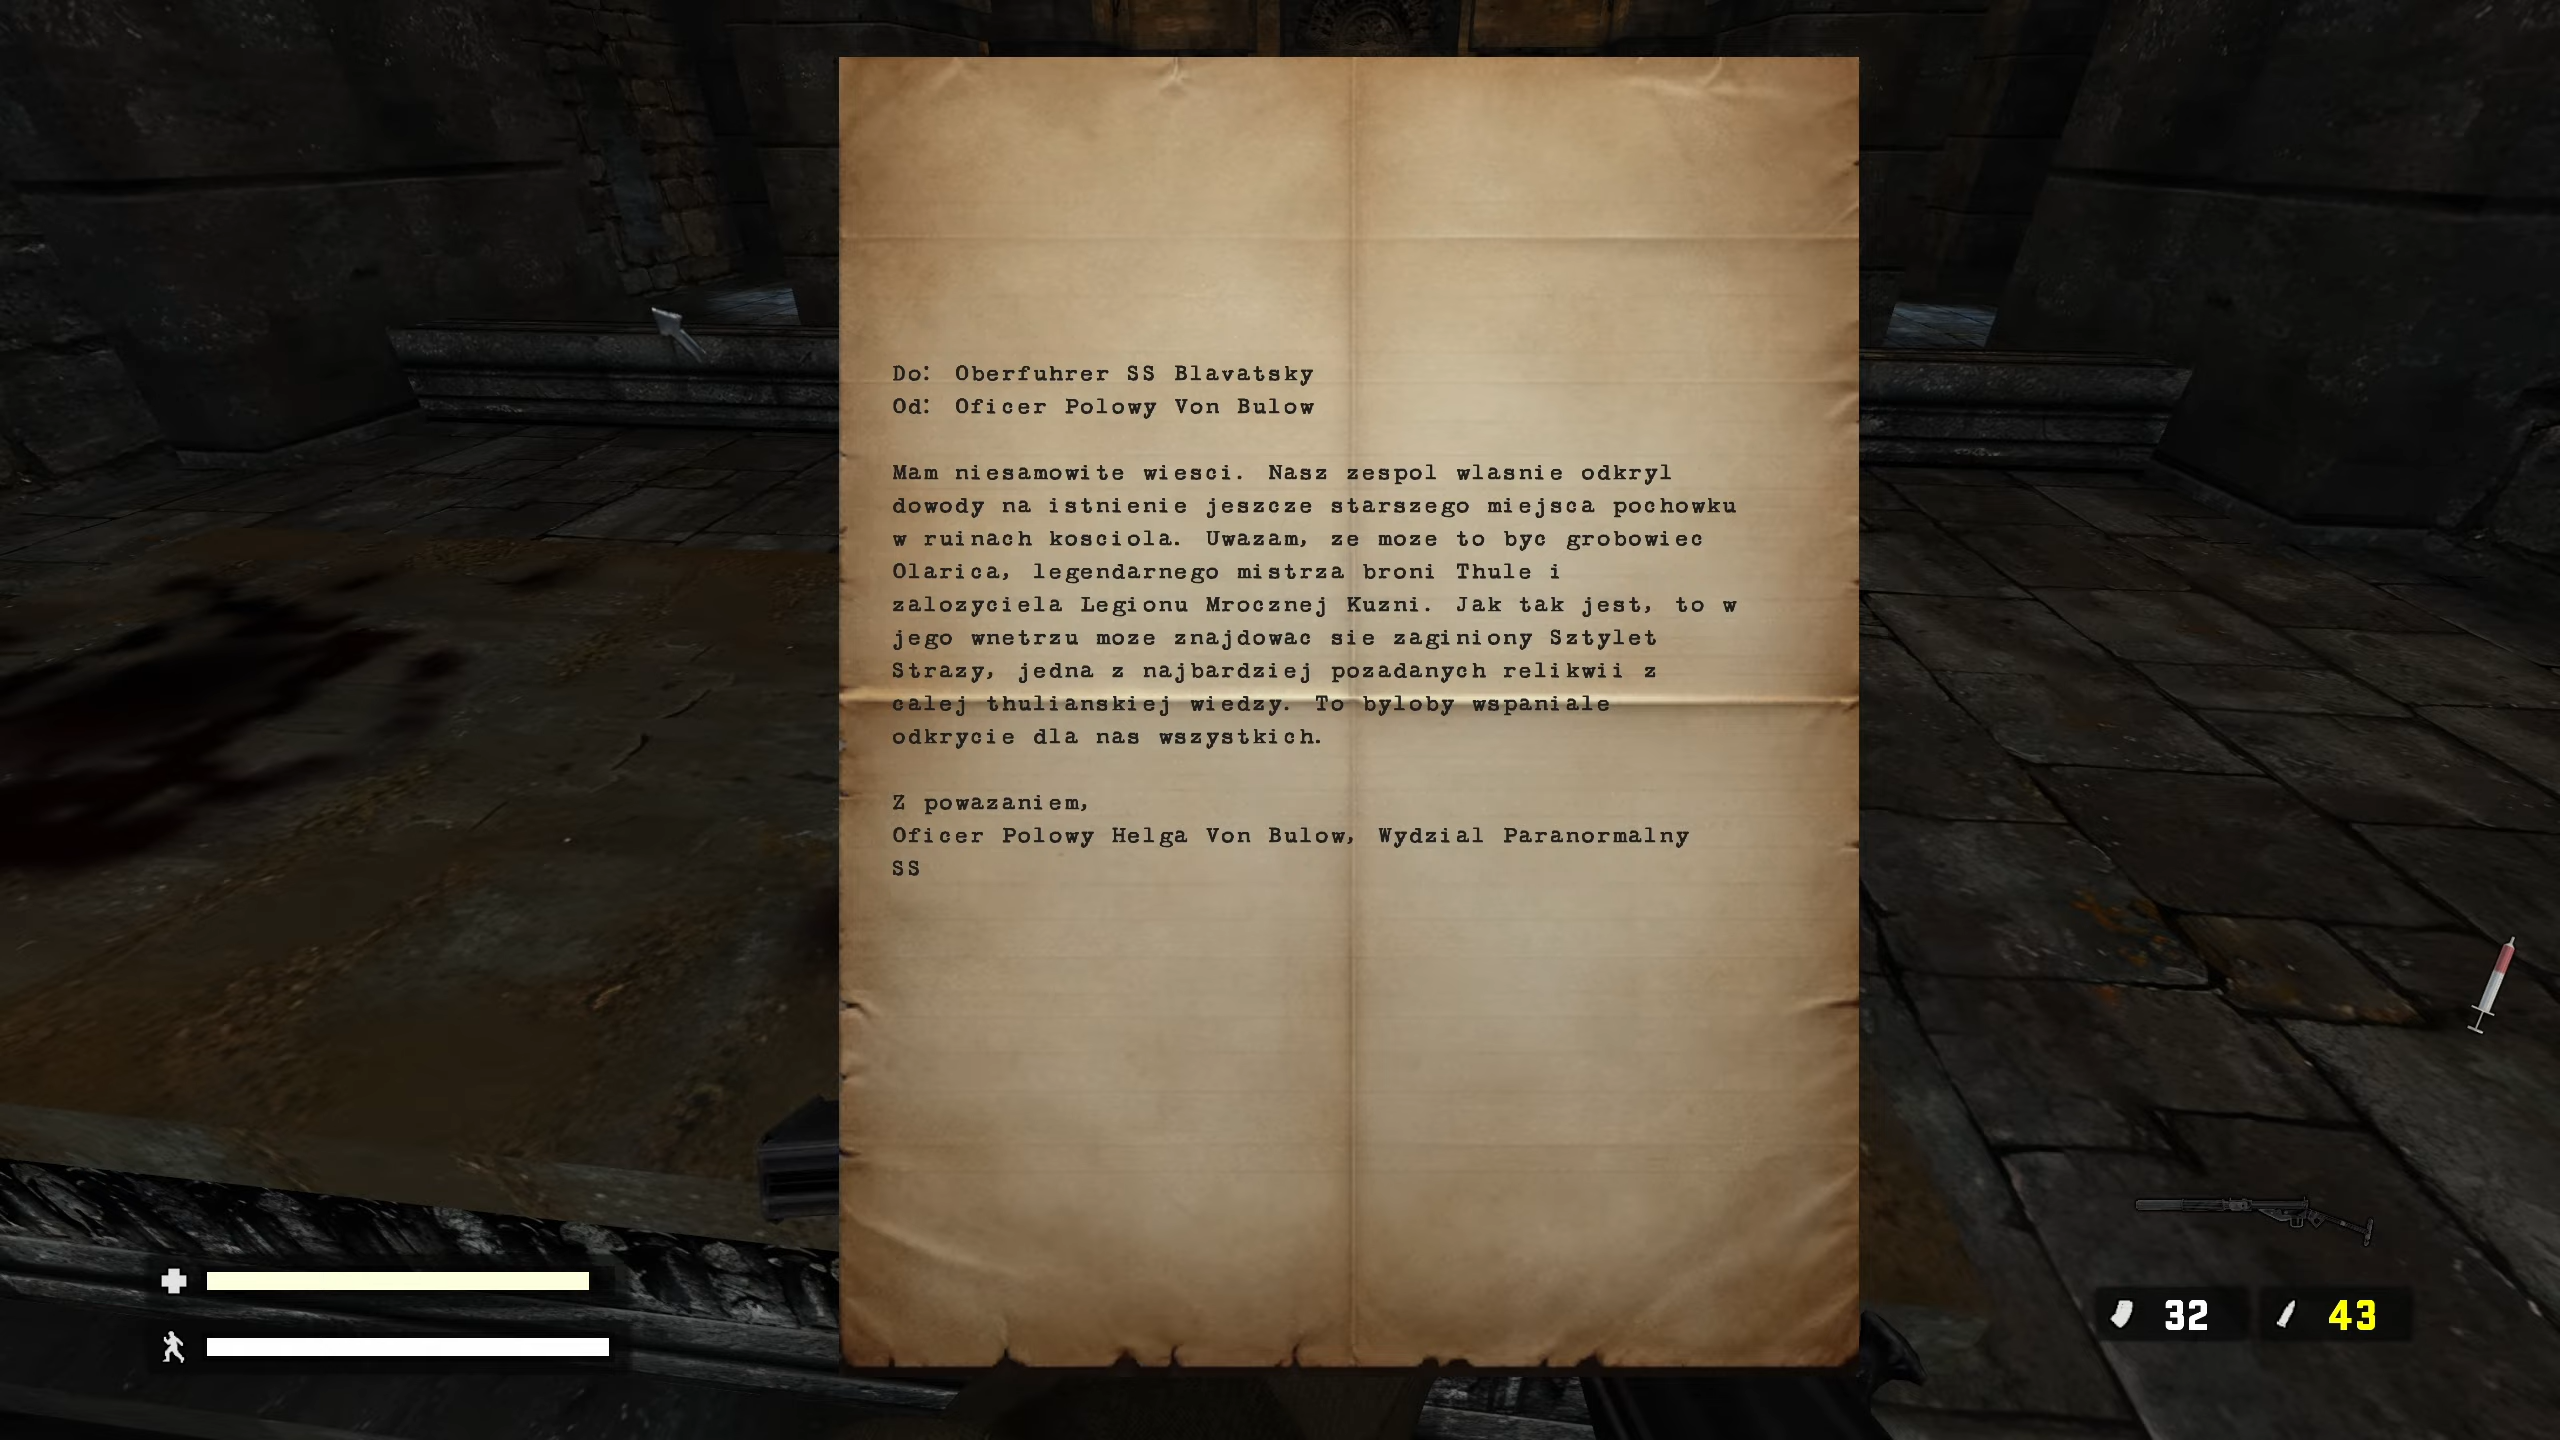 Do: Oberfuhrer SS Blavatsky
Od: Oficer Polowy Von Bulow
Mam niesamowite wiesci. Nasz zespol wlasnie odkryl
dowody na istnienie jeszcze starszego miejsca pochowku
w ruinach kosciola. Uwazam, ze moze to byc grobowiec
Olarica, legendarnego mistrza broni Thule i
zalozyciela Legionu Mrocznej Kuzni. Jak tak jest, to w
jego wnetrzu moze znajdowac sie zaginiony Sztylet
Strazy, jedna z najbardziej pozadanych relikwii z
calej thulianskiej wiedzy. To byloby wspaniale
odkrycie dla nas wszystkich.
Z powazaniem,
Oficer Polowy Helga Von Bulow, Wydzial Paranormalny
SS
32 43